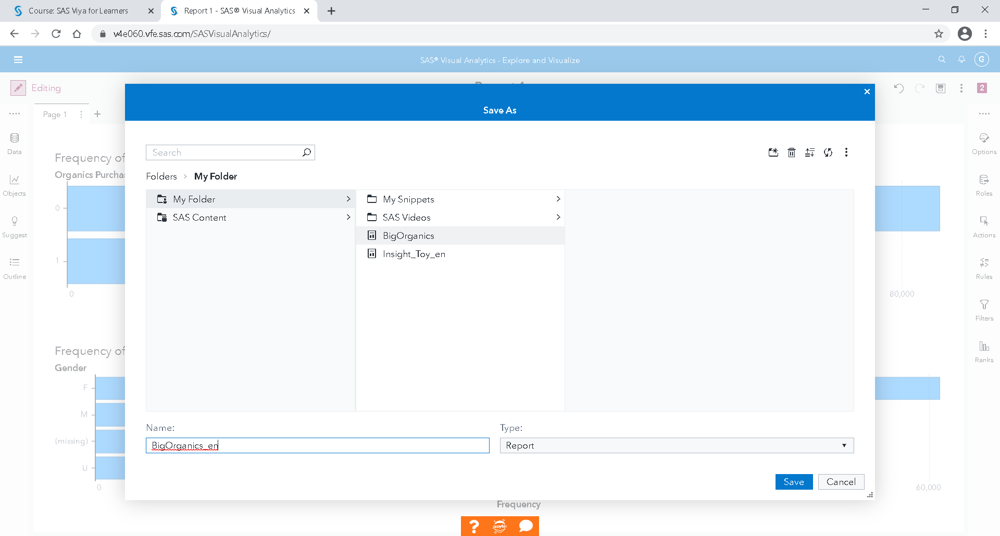 Course: SAS Viya for Learners
Report 1 - SAS® Visual Analytics
v4e060.vfe.sas.com/SASVisualAnalytics/
SAS® Visual Analytics - Explore and Visualize
G
Editing
2
Save As
Page 1
Search
Data
Options
Frequency of
Organics Purcha
Folders > My Folder
Objects
Roles
My Folder
My Snippets
SAS Content
SAS Videos
BigOrganics
Insight_Toy_en
0
1
0
80,000
Suggest
Actions
Outline
Rules
Filters
Ranks
Frequency of
Gender
F
M
(missing)
U
0
60,000
Name:
Type:
BigOrganics_en
Report
Save
Cancel
Frequency
?
jupyter